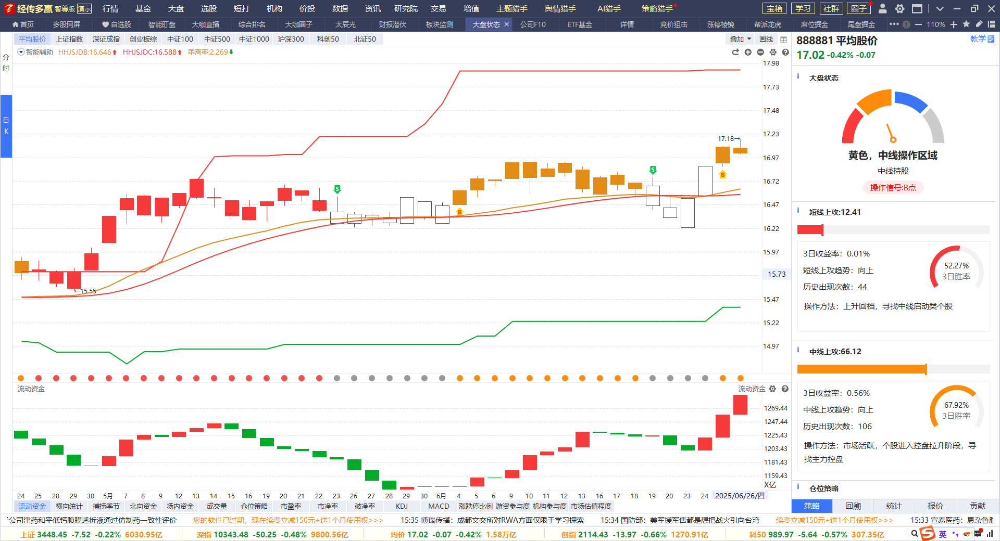 经传多赢 智尊版 演示 行情 基金 大盘 选股 短打 机构 价投 数据 资讯 研究院 交易 增值 主题猎手 舆情猎手 AI猎手 策略猎手 宝箱 学习 社群 圈子
首页 多股同屏 自选股 智能盯盘 大咖直播 综合排名 大咖圈子 太辰光 财报潜伏 板块监测 大盘状态 公司F10 ETF基金 详情 竞价狙击 涨停棱镜 帮派龙虎 席位掘金 尾盘掘金 110%
平均股价 上证指数 深证成指 创业板综 中证100 中证500 中证1000 沪深300 科创50 北证50 叠加 画线
智能辅助 HHJSJDB:16.646 HHJSJDC:16.588 乖离率:2.269
分时
日K
17.98
17.73
17.48
17.23
16.97
16.72
16.47
16.22
15.97
15.73
15.47
15.22
14.97
17.18→
←15.55
S
B
S
B
流动资金 流动资金
1269.44
1247.44
1225.43
1203.43
1181.43
1159.43
X亿
24 25 28 29 30 5月 7 8 9 12 13 14 15 16 19 20 21 22 23 26 27 28 29 30 6月 4 5 6 9 10 11 12 13 16 17 18 19 20 23 24 2025/06/26/四
流动资金 横向统计 捕捞季节 北向资金 场内资金 成交量 仓位策略 市盈率 市净率 破净率 KDJ MACD 涨跌停比例 游资参与度 机构参与度 市场估值程度
888881 平均股价 教学
17.02 -0.42% -0.07
大盘状态
黄色，中线操作区域
中线持股
操作信号:B点
短线上攻:12.41
3日收益率：0.01%
短线上攻趋势：向上
历史出现次数：44
52.27%
3日胜率
操作方法：上升回档，寻找中线启动类个股
中线上攻:66.12
3日收益率：0.56%
中线上攻趋势：向上
历史出现次数：106
67.92%
3日胜率
操作方法：市场活跃，个股进入控盘拉升阶段，寻
找主力控盘
仓位策略
策略 回溯 统计 报价 贡献
子公司津药和平低钙腹膜透析液通过仿制药一致性评价 您的软件已过期，现在续费立减150元+送1个月使用权>>> 15:35 博瑞传播：成都文交所对RWA方面仅限于学习探索 15:34 国防部：美军援军售都是想把战火引向台湾 续费立减150元+送1个月使用权>>> 15:33 宣泰医药：恩杂鲁胺
上证 3448.45 -7.52 -0.22% 6030.95亿 深指 10343.48 -50.25 -0.48% 9800.56亿 均价 17.02 -0.07 -0.42% 1.58万亿 创指 2114.43 -13.97 -0.66% 1270.91亿 科50 989.97 -5.64 -0.57% 307.35亿 S 英